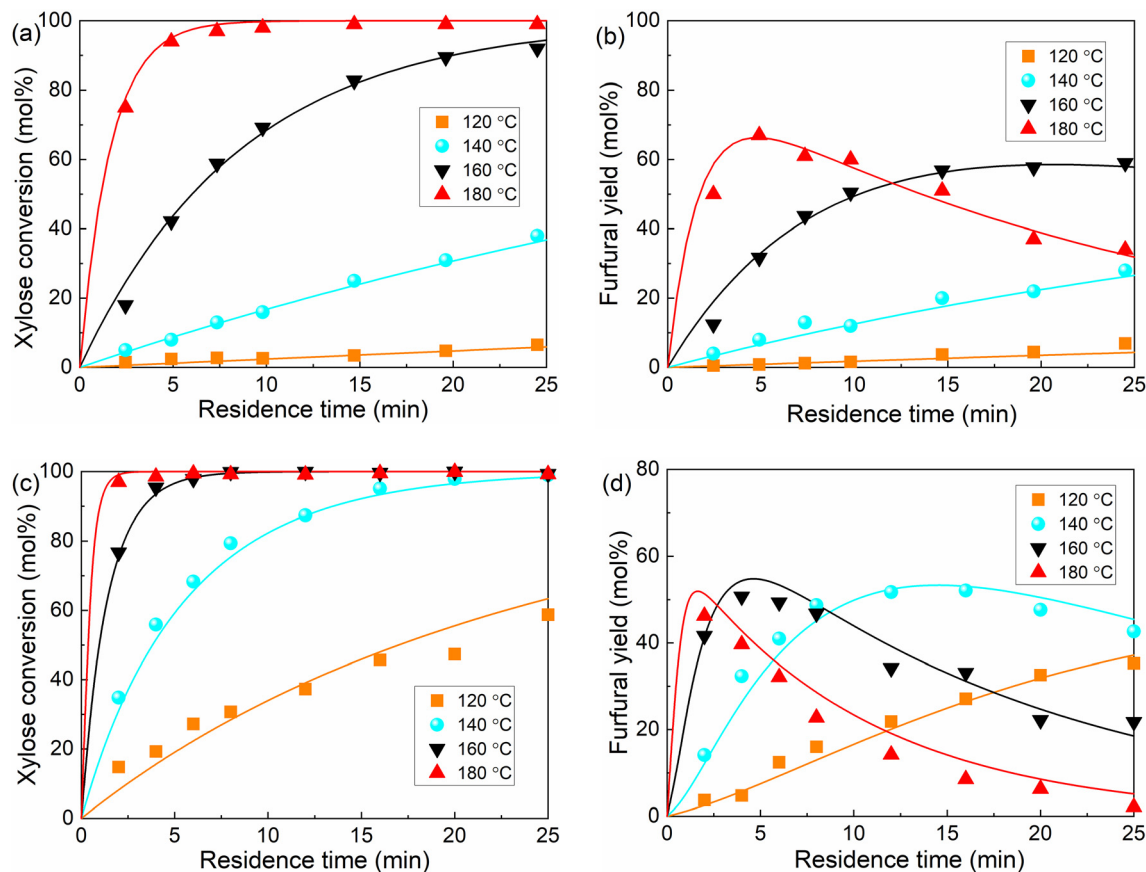 (a)
Xylose conversion (mol%)
100
80
60
40
20
0
0 5 10 15 20 25
Residence time (min)
120 °C
140 °C
160 °C
180 °C
(b)
Furfural yield (mol%)
100
80
60
40
20
0
0 5 10 15 20 25
Residence time (min)
120 °C
140 °C
160 °C
180 °C
(c)
Xylose conversion (mol%)
100
80
60
40
20
0
0 5 10 15 20 25
Residence time (min)
120 °C
140 °C
160 °C
180 °C
(d)
Furfural yield (mol%)
80
60
40
20
0
0 5 10 15 20 25
Residence time (min)
120 °C
140 °C
160 °C
180 °C